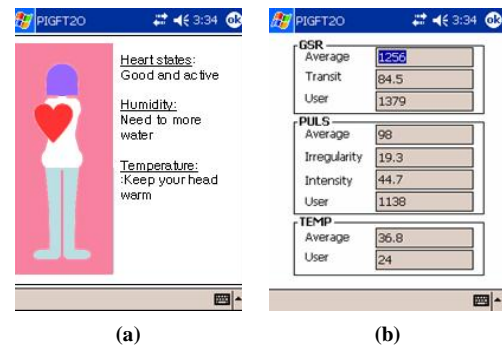 PIGFT2O 3:34 ok
Heart states:
Good and active
Humidity:
Need to more
water
Temperature:
:Keep your head
warm
(a)
PIGFT2O 3:34 ok
GSR
Average 1256
Transit 84.5
User 1379
PULS
Average 98
Irregularity 19.3
Intensity 44.7
User 1138
TEMP
Average 36.8
User 24
(b)